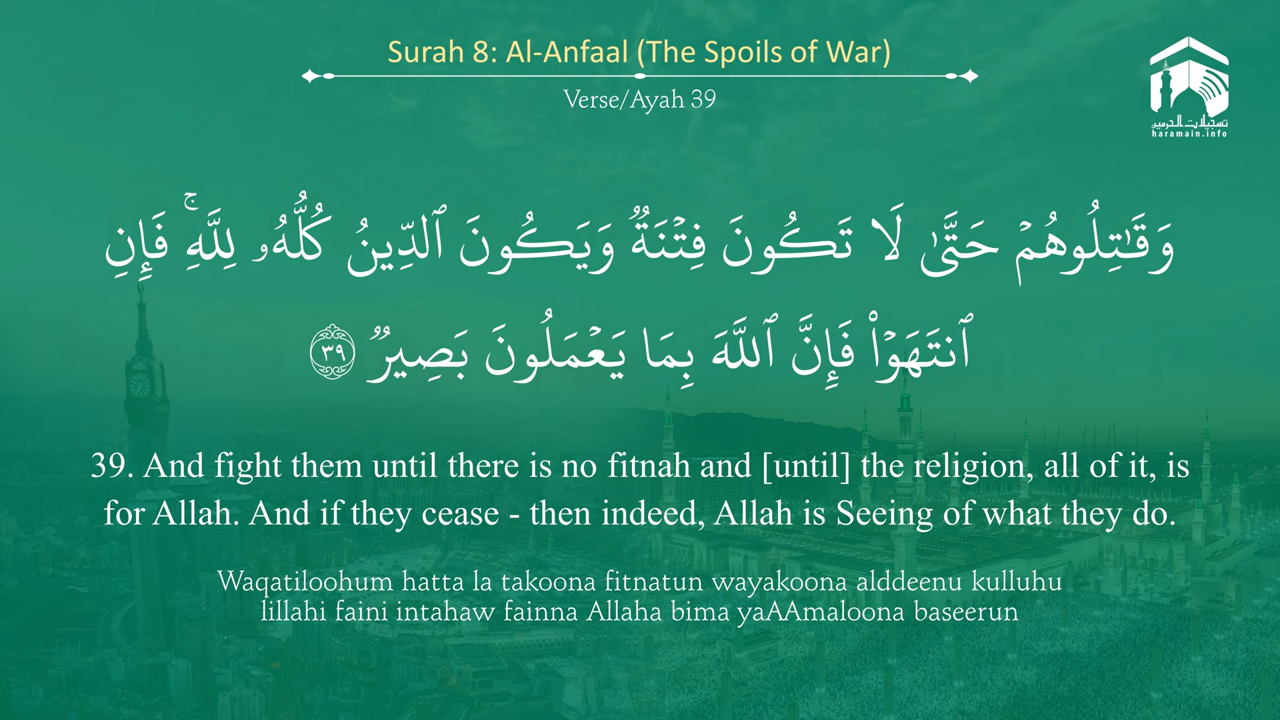 Surah 8: Al-Anfaal (The Spoils of War)
Verse/Ayah 39
تسجيلات الحرمين
haramain.info
وَقَـٰتِلُوهُمۡ حَتَّىٰ لَا تَكُونَ فِتۡنَةࣱ وَيَكُونَ ٱلدِّينُ كُلُّهُۥ لِلَّهِۚ فَإِنِ
ٱنتَهَوۡا۟ فَإِنَّ ٱللَّهَ بِمَا يَعۡمَلُونَ بَصِيرࣱ ٣٩
39. And fight them until there is no fitnah and [until] the religion, all of it, is
for Allah. And if they cease - then indeed, Allah is Seeing of what they do.
Waqatiloohum hatta la takoona fitnatun wayakoona alddeenu kulluhu
lillahi faini intahaw fainna Allaha bima yaAAmaloona baseerun